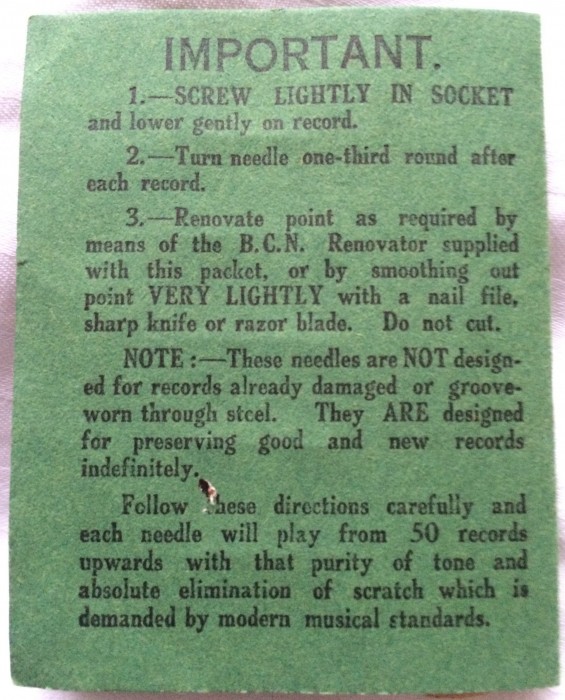 IMPORTANT.
1.—SCREW LIGHTLY IN SOCKET
and lower gently on record.
2.—Turn needle one-third round after
each record.
3.—Renovate point as required by
means of the B.C.N. Renovator supplied
with this packet, or by smoothing out
point VERY LIGHTLY with a nail file,
sharp knife or razor blade. Do not cut.
NOTE :—These needles are NOT design-
ed for records already damaged or groove-
worn through steel. They ARE designed
for preserving good and new records
indefinitely.
Follow these directions carefully and
each needle will play from 50 records
upwards with that purity of tone and
absolute elimination of scratch which is
demanded by modern musical standards.